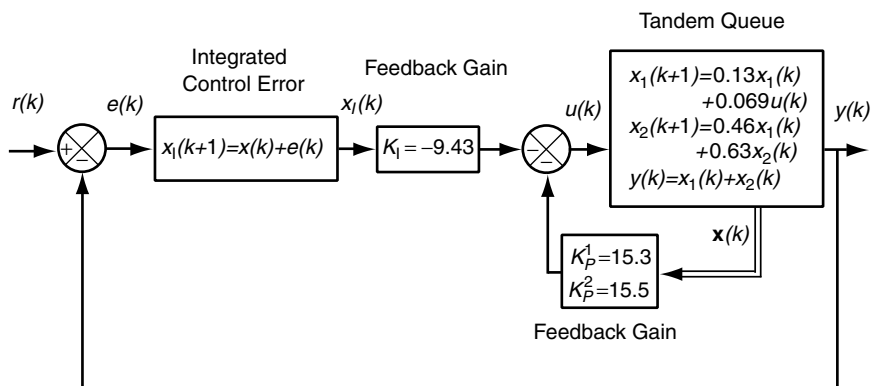 Tandem Queue
Integrated
Control Error
Feedback Gain
r(k)
e(k)
x_I(k)
u(k)
y(k)
+
−
x_I(k+1)=x(k)+e(k)
K_I=−9.43
−
−
x_1(k+1)=0.13x_1(k)
+0.069u(k)
x_2(k+1)=0.46x_1(k)
+0.63x_2(k)
y(k)=x_1(k)+x_2(k)
x(k)
K_P^1=15.3
K_P^2=15.5
Feedback Gain